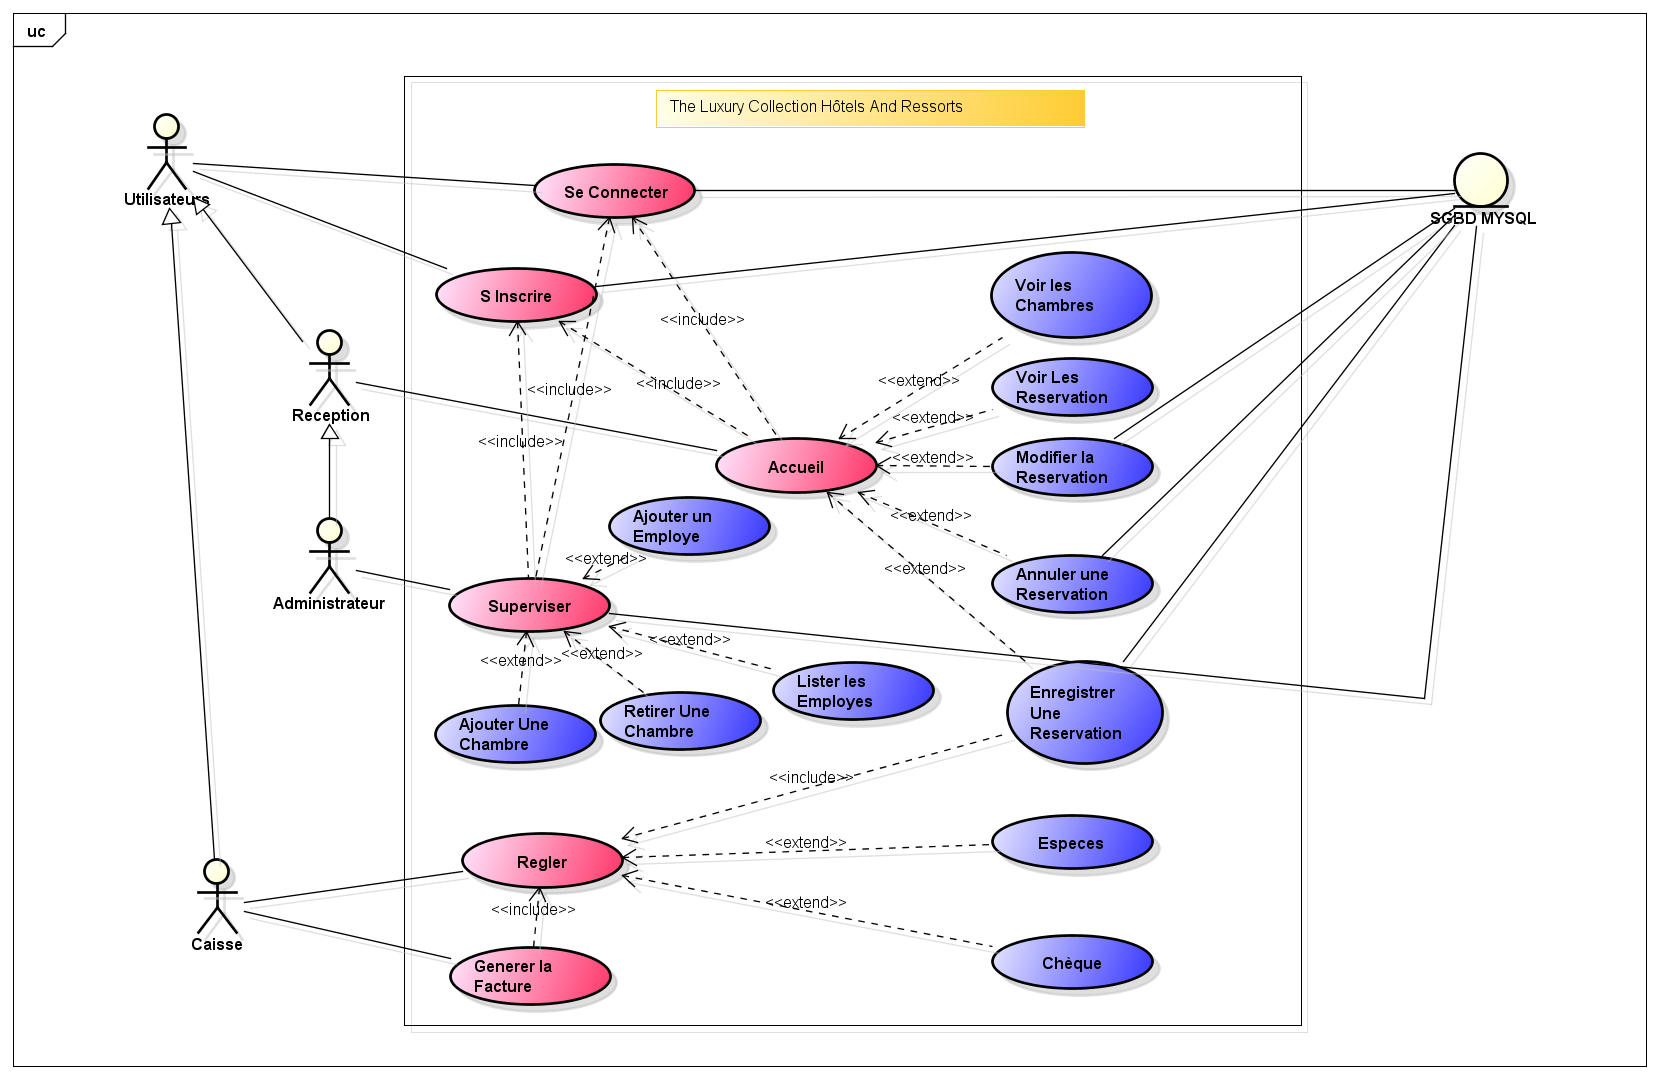 uc
The Luxury Collection Hôtels And Ressorts
Utilisateurs
Se Connecter
SGBD MYSQL
S Inscrire
Voir les
Chambres
<<include>>
<<include>>
<<include>>
<<include>>
Reception
<<extend>>
Voir Les
Reservation
<<extend>>
Accueil
<<extend>>
Modifier la
Reservation
<<extend>>
<<extend>>
Annuler une
Reservation
Ajouter un
Employe
<<extend>>
Administrateur
Superviser
<<extend>>
<<extend>>
<<extend>>
Lister les
Employes
Ajouter Une
Chambre
Retirer Une
Chambre
Enregistrer
Une
Reservation
<<include>>
Regler
<<extend>>
Especes
<<extend>>
<<include>>
Caisse
Generer la
Facture
Chèque